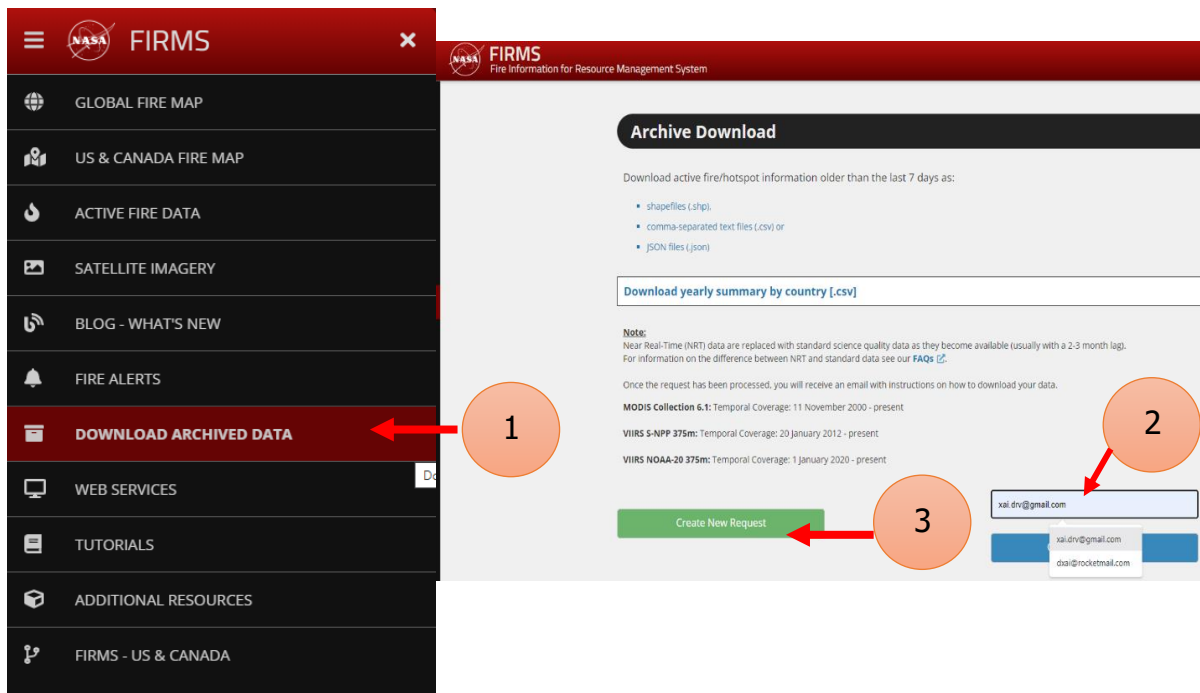 NASA
FIRMS
GLOBAL FIRE MAP
US & CANADA FIRE MAP
ACTIVE FIRE DATA
SATELLITE IMAGERY
BLOG - WHAT'S NEW
FIRE ALERTS
DOWNLOAD ARCHIVED DATA
WEB SERVICES
TUTORIALS
ADDITIONAL RESOURCES
FIRMS - US & CANADA
1
NASA
FIRMS
Fire Information for Resource Management System
Archive Download
Download active fire/hotspot information older than the last 7 days as:
shapefiles (.shp),
comma-separated text files (.csv) or
JSON files (.json)
Download yearly summary by country [.csv]
Note:
Near Real-Time (NRT) data are replaced with standard science quality data as they become available (usually with a 2-3 month lag).
For information on the difference between NRT and standard data see our FAQs.
Once the request has been processed, you will receive an email with instructions on how to download your data.
MODIS Collection 6.1: Temporal Coverage: 11 November 2000 - present
VIIRS S-NPP 375m: Temporal Coverage: 20 January 2012 - present
VIIRS NOAA-20 375m: Temporal Coverage: 1 January 2020 - present
2
xai.drv@gmail.com
Create New Request
3
xai.drv@gmail.com
dxai@rocketmail.com